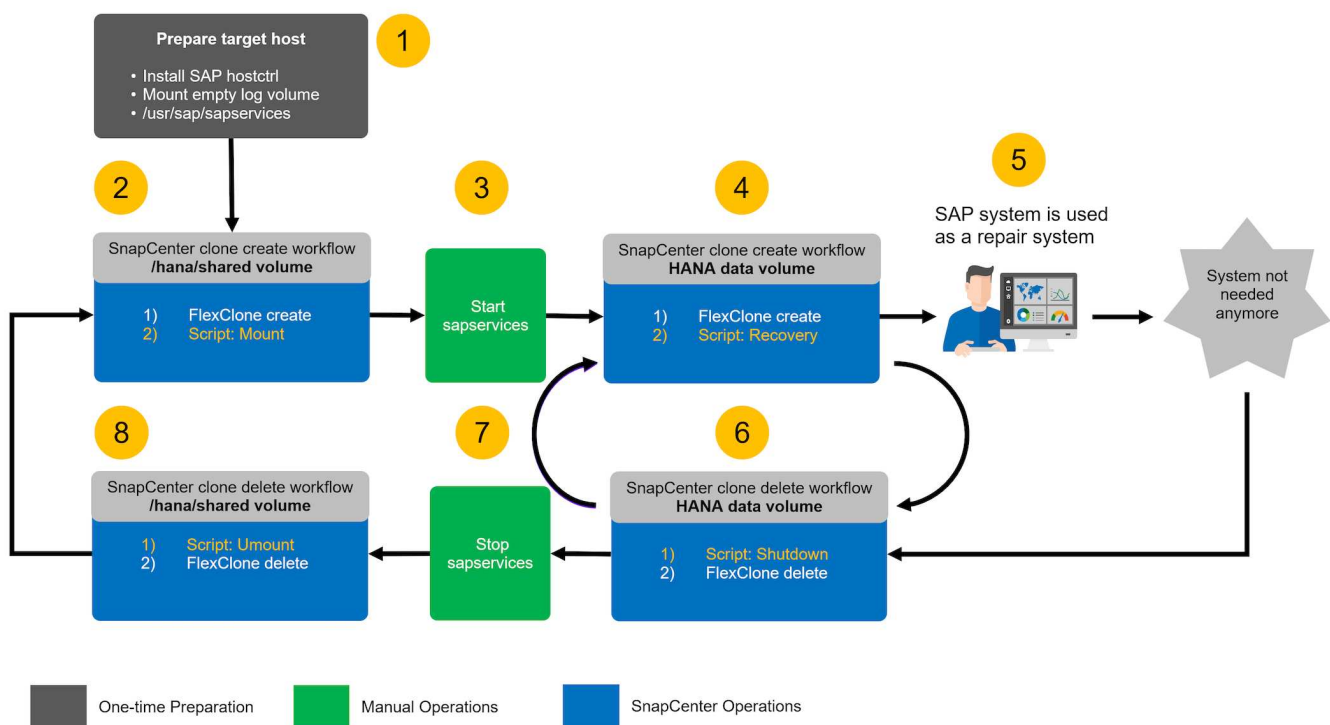 Prepare target host
• Install SAP hostctrl
• Mount empty log volume
• /usr/sap/sapservices
1
2
3
4
5
SnapCenter clone create workflow
/hana/shared volume
1) FlexClone create
2) Script: Mount
Start
sapservices
SnapCenter clone create workflow
HANA data volume
1) FlexClone create
2) Script: Recovery
SAP system is used
as a repair system
System not
needed
anymore
8
7
6
SnapCenter clone delete workflow
/hana/shared volume
1) Script: Umount
2) FlexClone delete
Stop
sapservices
SnapCenter clone delete workflow
HANA data volume
1) Script: Shutdown
2) FlexClone delete
One-time Preparation
Manual Operations
SnapCenter Operations